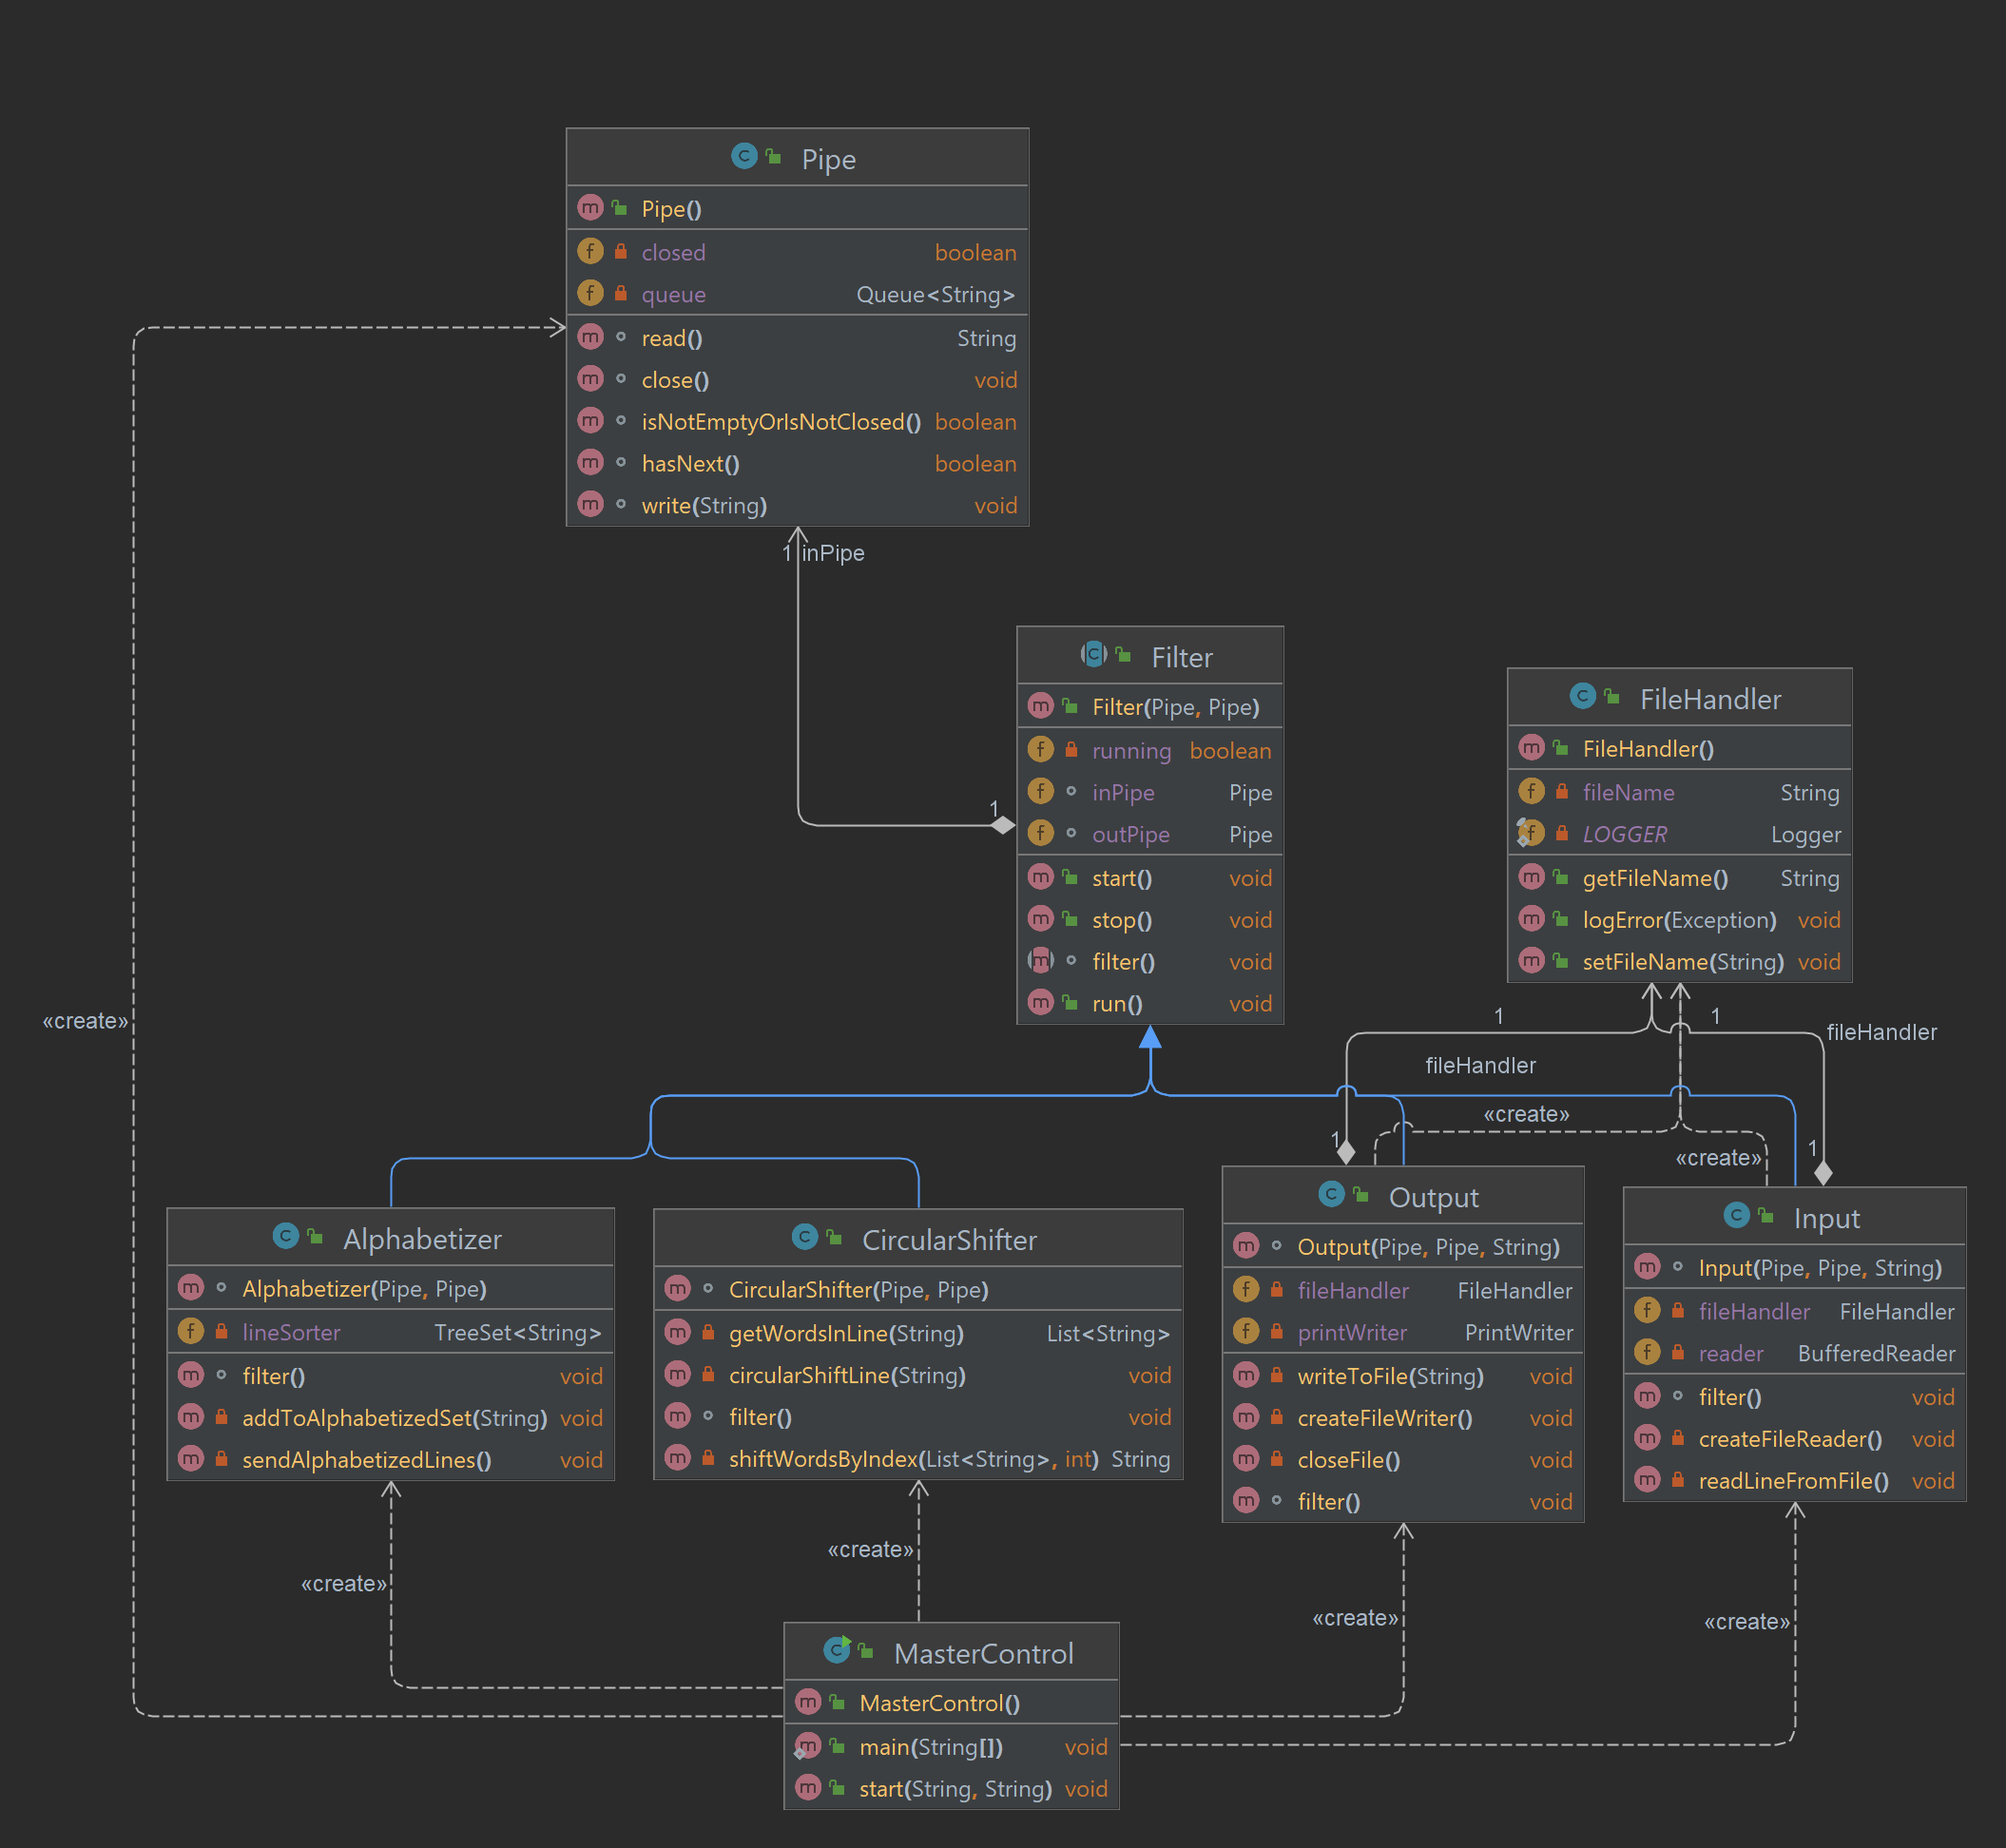 Pipe
Pipe()
closed boolean
queue Queue<String>
read() String
close() void
isNotEmptyOrIsNotClosed() boolean
hasNext() boolean
write(String) void
1 inPipe
Filter
Filter(Pipe, Pipe)
running boolean
inPipe Pipe
outPipe Pipe
start() void
stop() void
filter() void
run() void
1
FileHandler
FileHandler()
fileName String
LOGGER Logger
getFileName() String
logError(Exception) void
setFileName(String) void
«create»
1
1
fileHandler
fileHandler
«create»
1
1
«create»
Alphabetizer
Alphabetizer(Pipe, Pipe)
lineSorter TreeSet<String>
filter() void
addToAlphabetizedSet(String) void
sendAlphabetizedLines() void
CircularShifter
CircularShifter(Pipe, Pipe)
getWordsInLine(String) List<String>
circularShiftLine(String) void
filter() void
shiftWordsByIndex(List<String>, int) String
Output
Output(Pipe, Pipe, String)
fileHandler FileHandler
printWriter PrintWriter
writeToFile(String) void
createFileWriter() void
closeFile() void
filter() void
Input
Input(Pipe, Pipe, String)
fileHandler FileHandler
reader BufferedReader
filter() void
createFileReader() void
readLineFromFile() void
«create»
«create»
«create»
«create»
MasterControl
MasterControl()
main(String[]) void
start(String, String) void